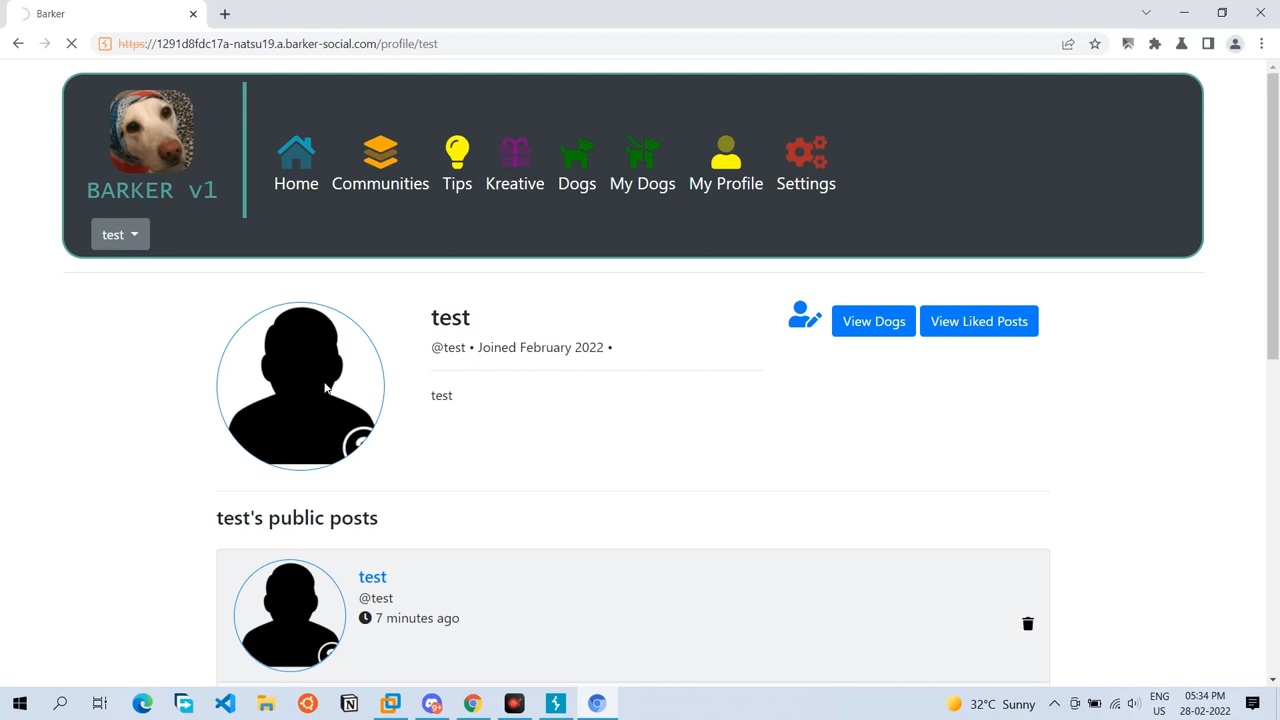 Barker
https://1291d8fdc17a-natsu19.a.barker-social.com/profile/test
BARKER v1
Home
Communities
Tips
Kreative
Dogs
My Dogs
My Profile
Settings
test
test
@test • Joined February 2022 •
test
View Dogs
View Liked Posts
test's public posts
test
@test
7 minutes ago
32°C Sunny
ENG
US
05:34 PM
28-02-2022